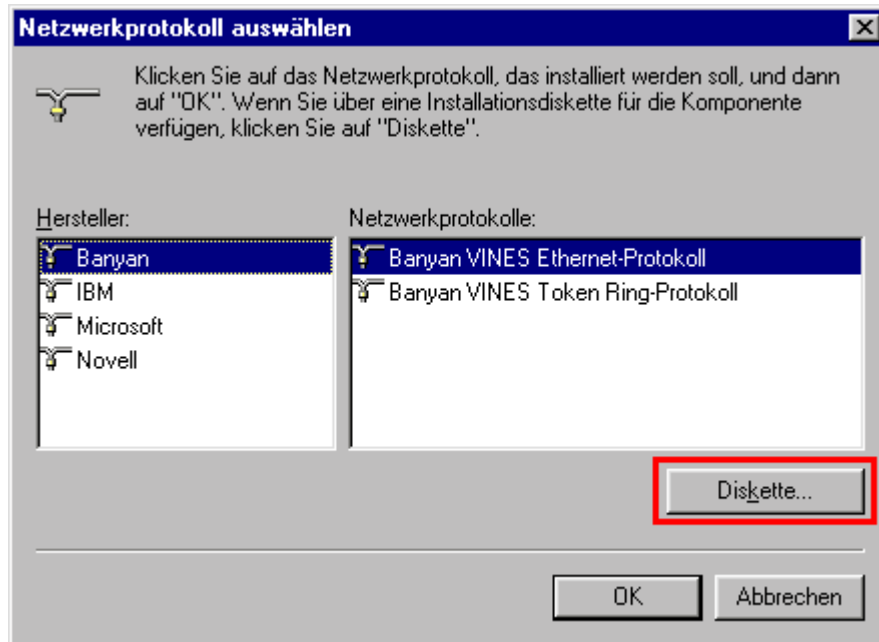 Netzwerkprotokoll auswählen
Klicken Sie auf das Netzwerkprotokoll, das installiert werden soll, und dann
auf "OK". Wenn Sie über eine Installationsdiskette für die Komponente
verfügen, klicken Sie auf "Diskette".
Hersteller:
Banyan
IBM
Microsoft
Novell
Netzwerkprotokolle:
Banyan VINES Ethernet-Protokoll
Banyan VINES Token Ring-Protokoll
Diskette...
OK
Abbrechen